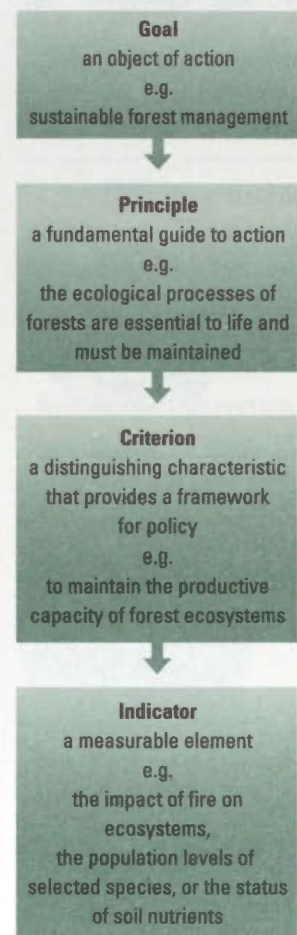 Goal
an object of action
e.g.
sustainable forest management
Principle
a fundamental guide to action
e.g.
the ecological processes of
forests are essential to life and
must be maintained
Criterion
a distinguishing characteristic
that provides a framework
for policy
e.g.
to maintain the productive
capacity of forest ecosystems
Indicator
a measurable element
e.g.
the impact of fire on
ecosystems,
the population levels of
selected species, or the status
of soil nutrients